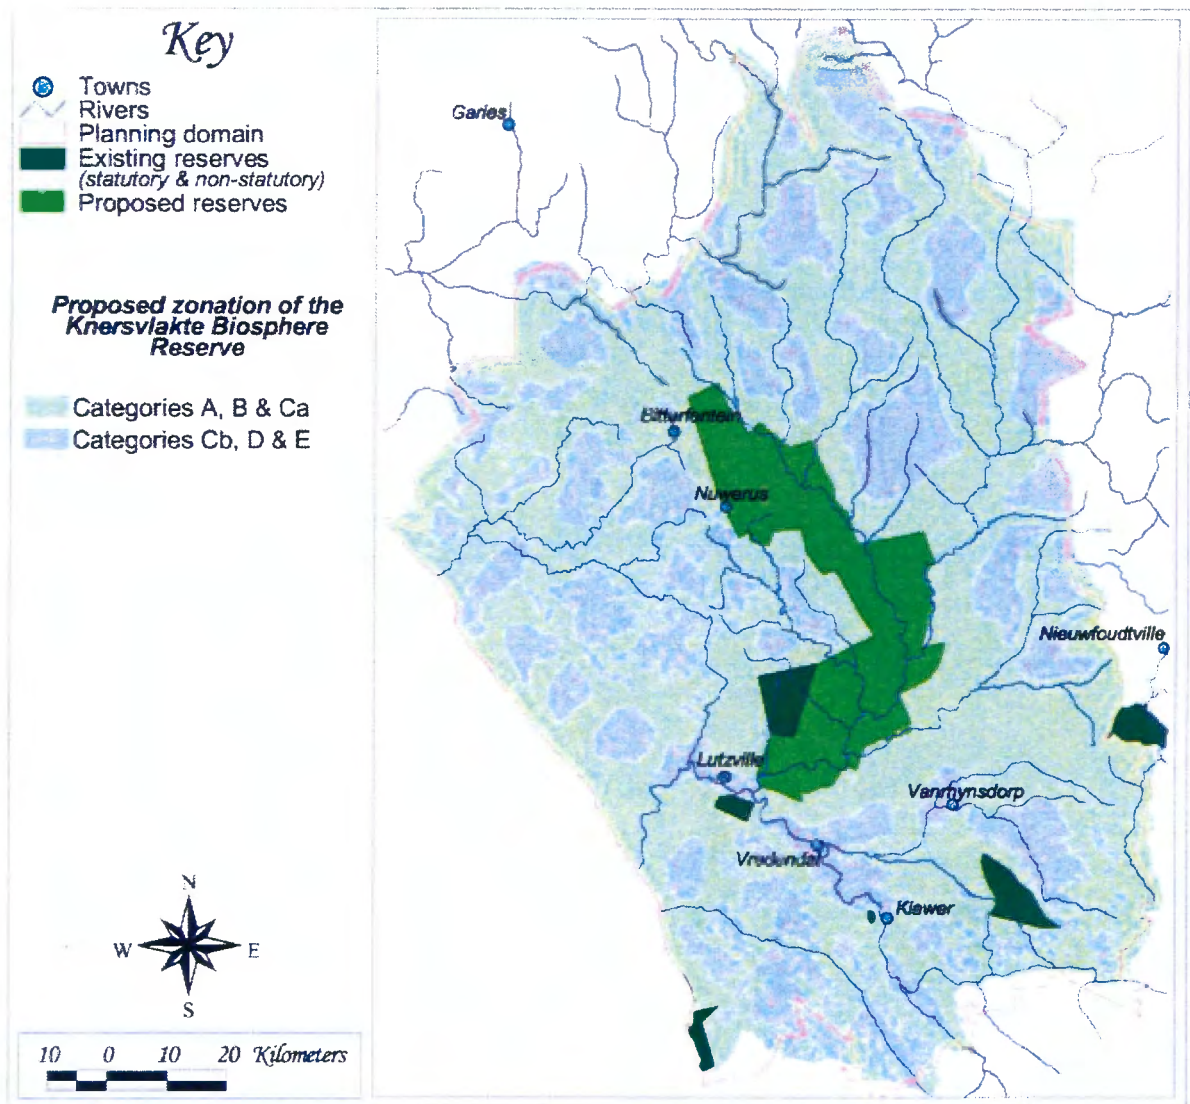 Key
Towns
Rivers
Planning domain
Existing reserves
(statutory & non-statutory)
Proposed reserves
Proposed zonation of the
Knersvlakte Biosphere
Reserve
Categories A, B & Ca
Categories Cb, D & E
N
W E
S
10 0 10 20 Kilometers
Garies
Bitterfontein
Nuwerus
Nieuwfoudtville
Lutzville
Vanrhynsdorp
Vredendal
Klawer